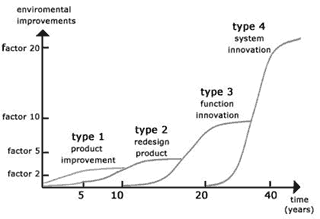 enviromental
improvements
factor 20
factor 10
factor 5
factor 2
type 1
product
improvement
type 2
redesign
product
type 3
function
innovation
type 4
system
innovation
5
10
20
40
time
(years)